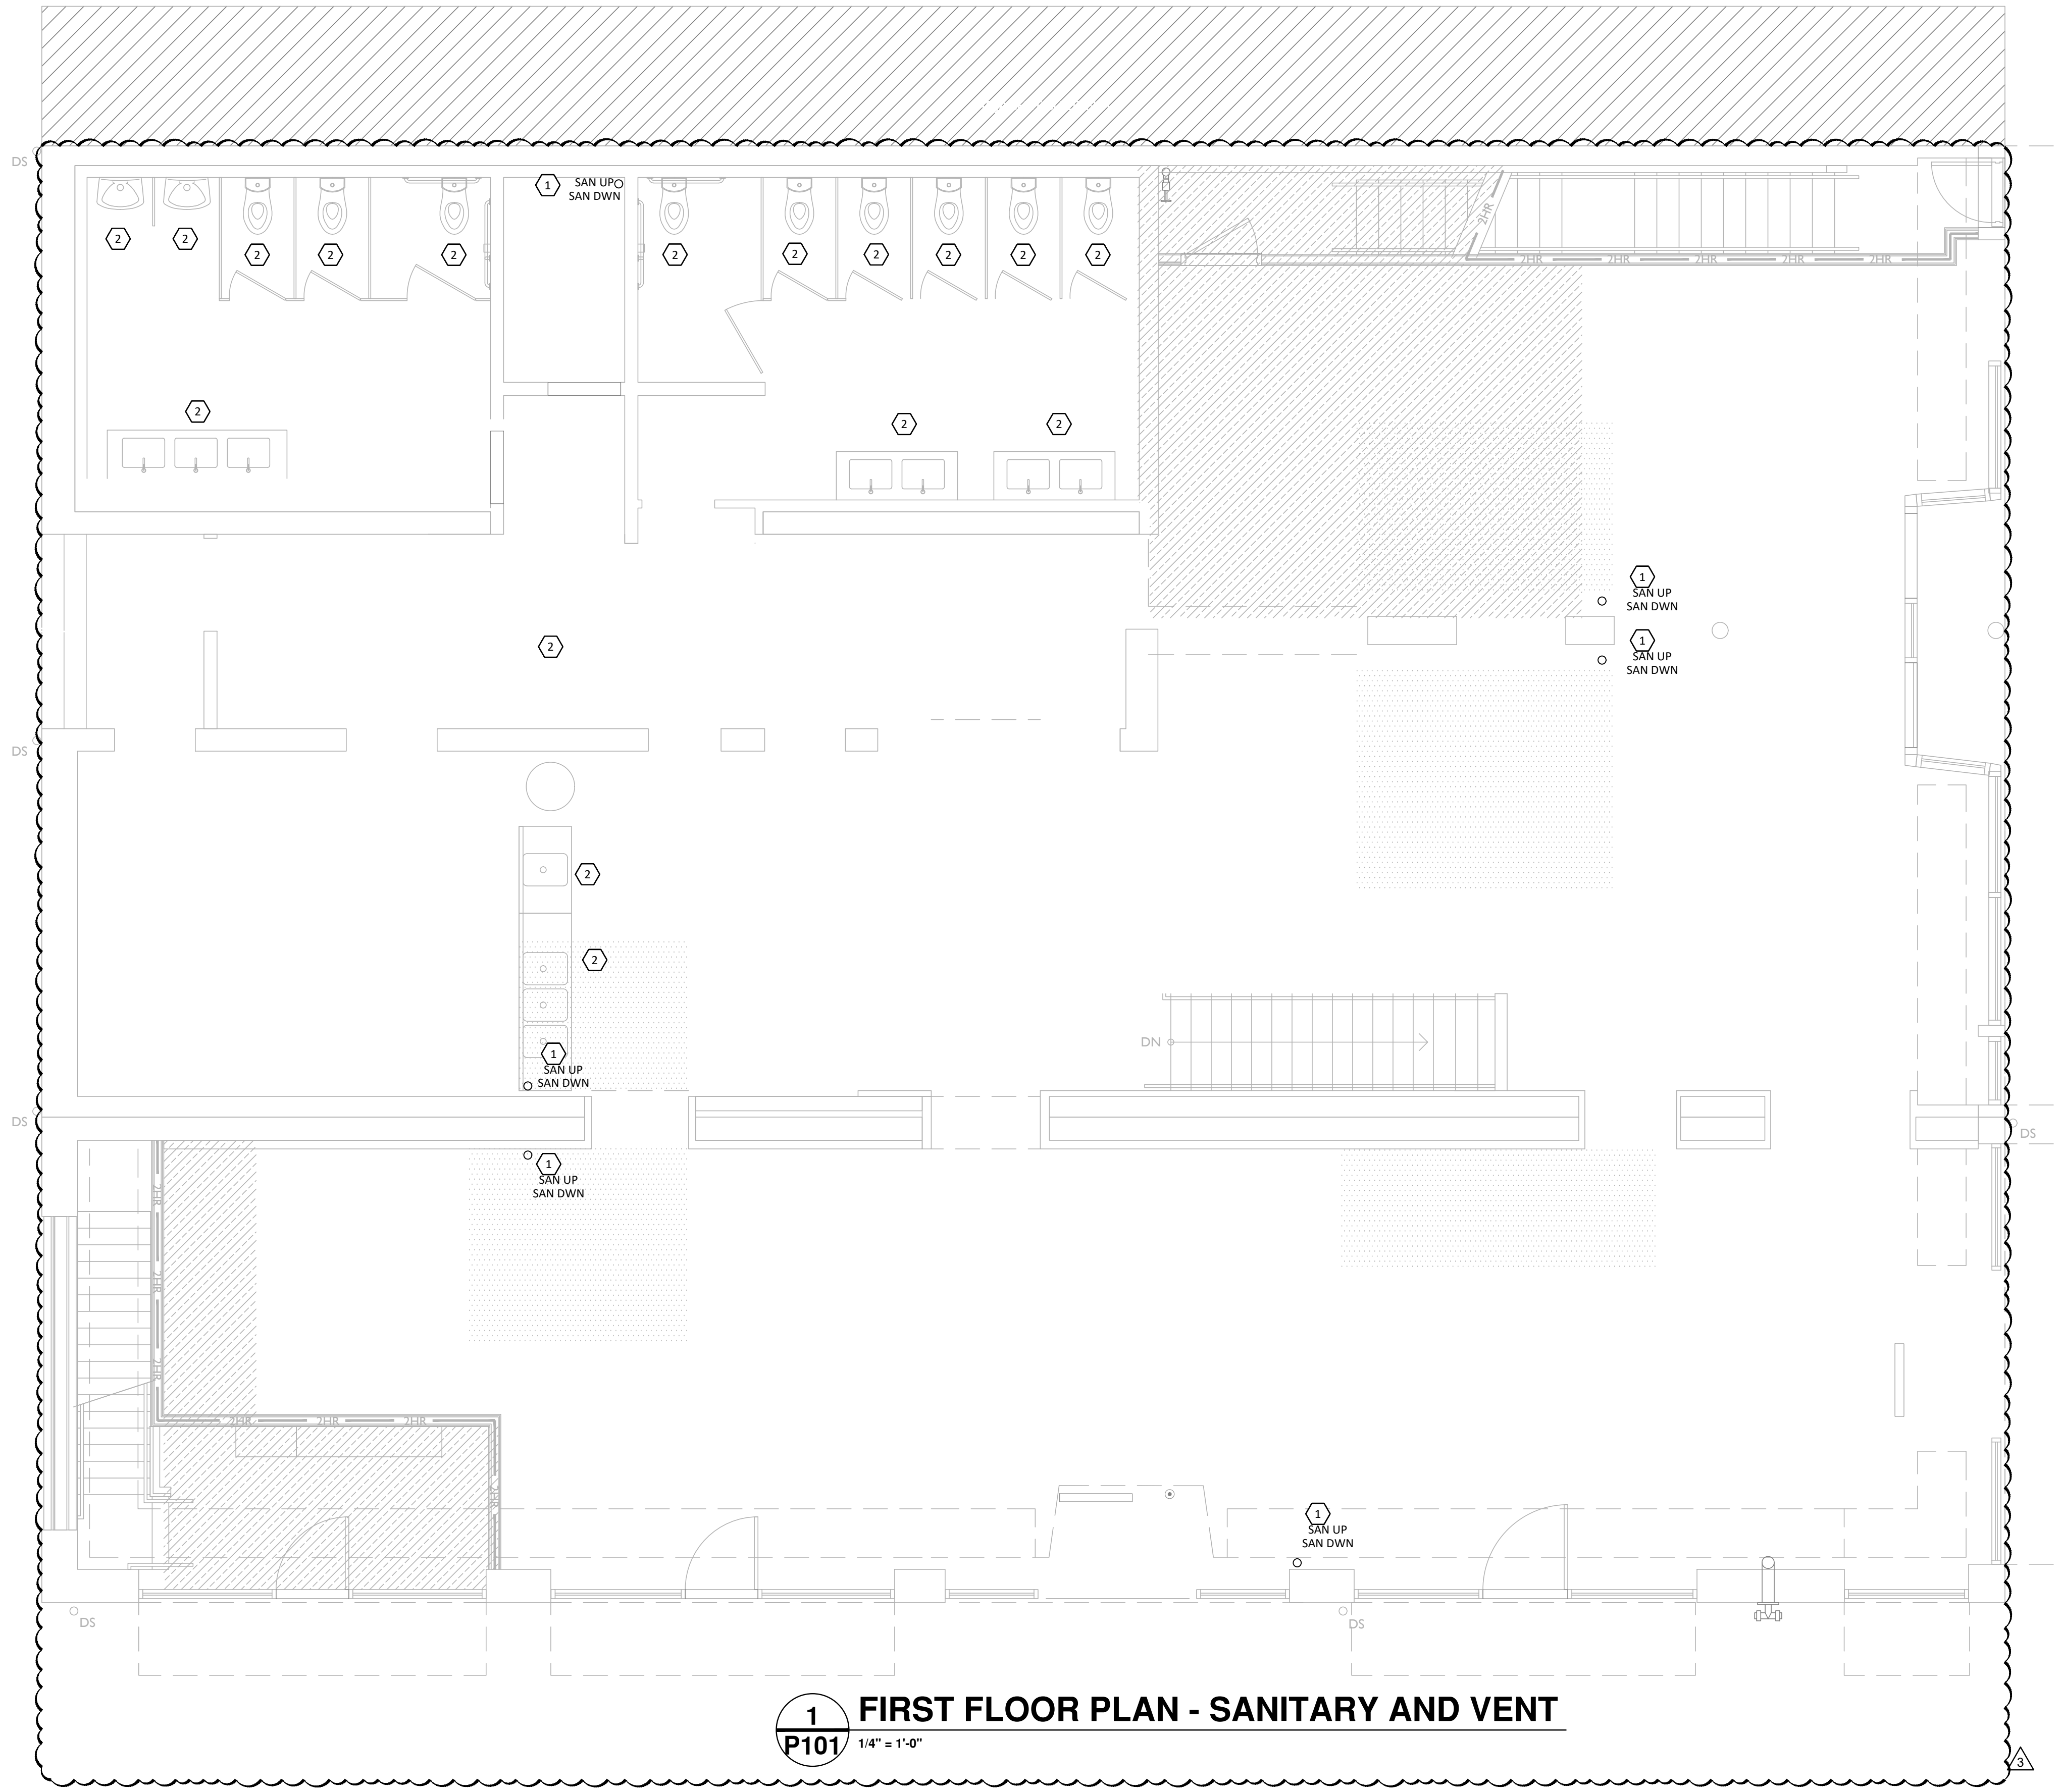 DS
1
SAN UP
SAN DWN
2HR
2
2
2
2
2
2
2
2
2
2
2
2HR
2HR
2HR
2HR
2HR
2
2
2
1
SAN UP
SAN DWN
2
1
SAN UP
SAN DWN
DS
2
2
DN
1
SAN UP
SAN DWN
DS
DS
1
SAN UP
SAN DWN
2HR
2HR
2HR
2HR
2HR
2HR
2HR
1
SAN UP
SAN DWN
DS
DS
1
P101
FIRST FLOOR PLAN - SANITARY AND VENT
1/4" = 1'-0"
3